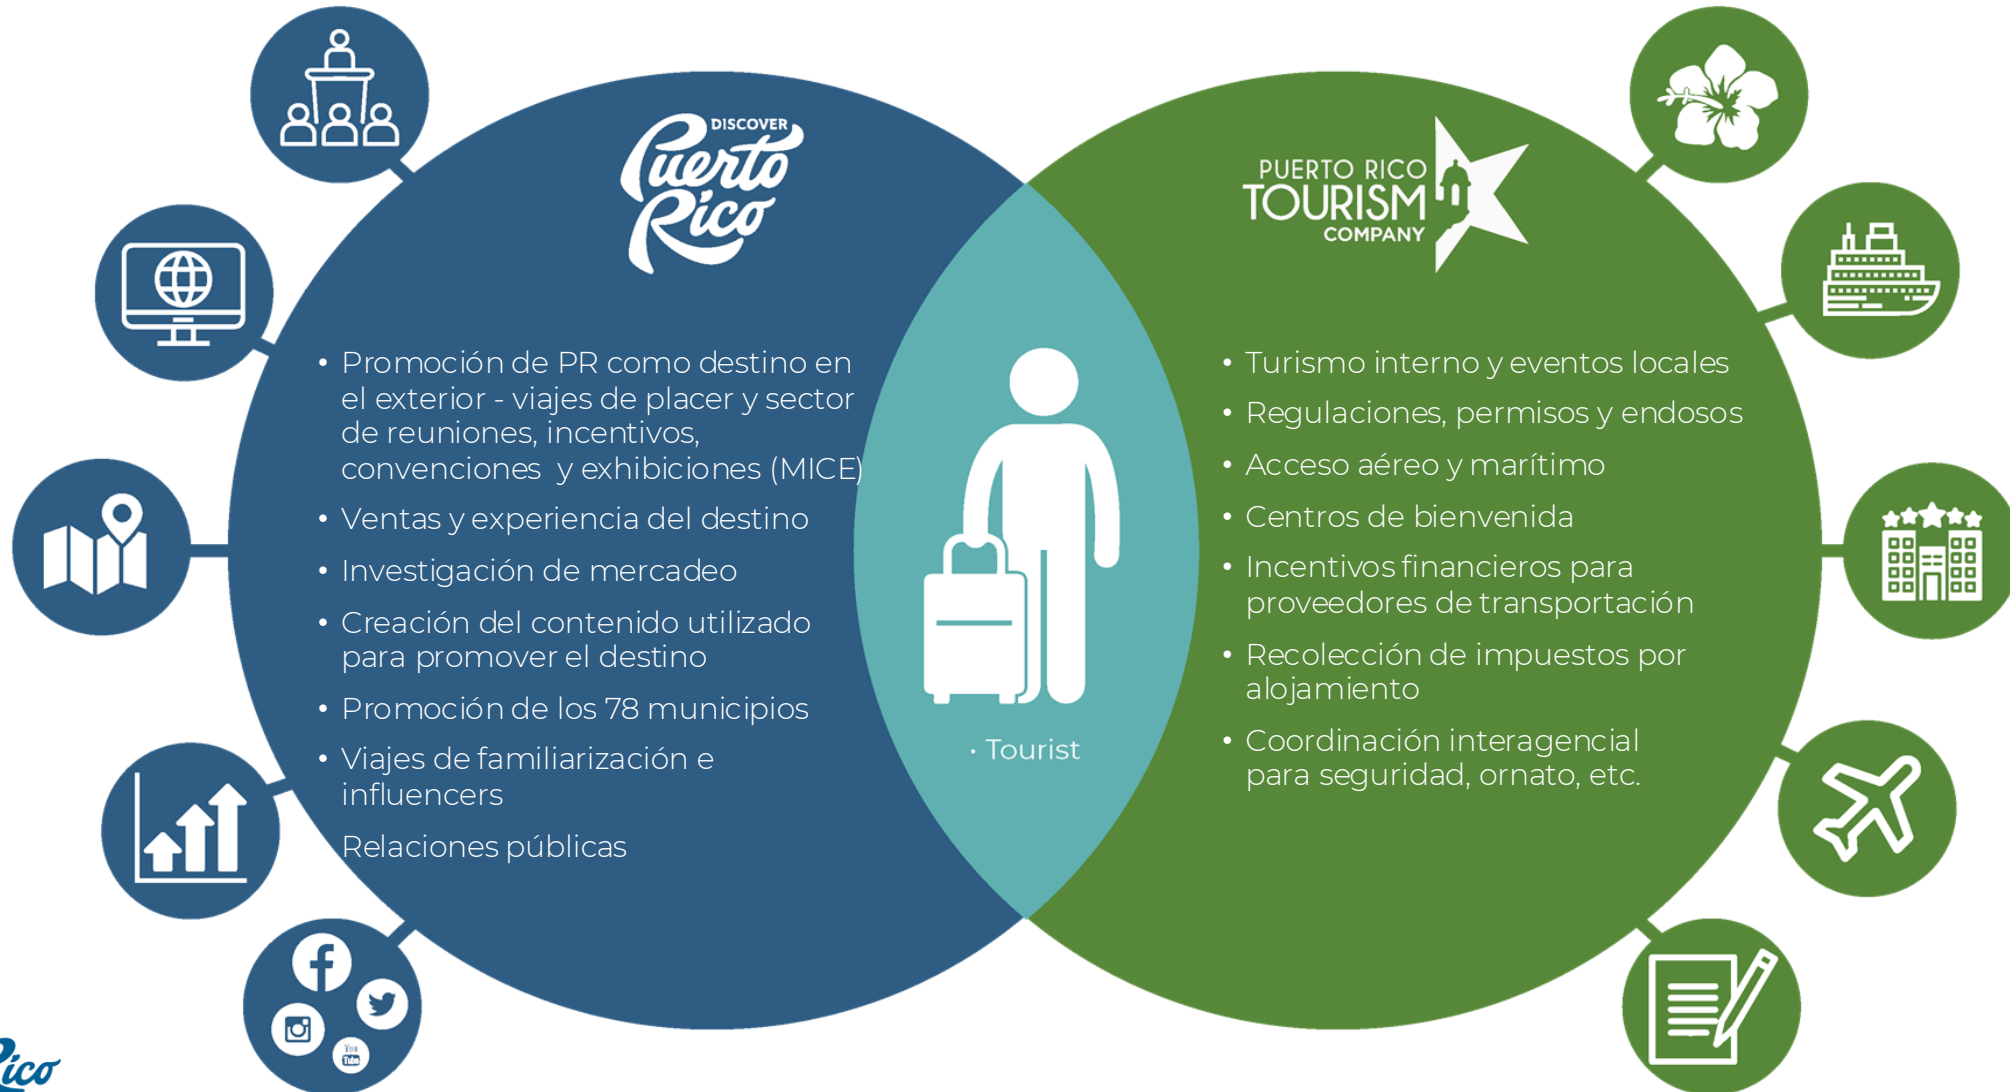 DISCOVER
Puerto
Rico
• Promoción de PR como destino en
el exterior - viajes de placer y sector
de reuniones, incentivos,
convenciones y exhibiciones (MICE)
• Ventas y experiencia del destino
• Investigación de mercadeo
• Creación del contenido utilizado
para promover el destino
• Promoción de los 78 municipios
• Viajes de familiarización e
influencers
Relaciones públicas
• Tourist
PUERTO RICO
TOURISM
COMPANY
• Turismo interno y eventos locales
• Regulaciones, permisos y endosos
• Acceso aéreo y marítimo
• Centros de bienvenida
• Incentivos financieros para
proveedores de transportación
• Recolección de impuestos por
alojamiento
• Coordinación interagencial
para seguridad, ornato, etc.
You
Tube
Rico